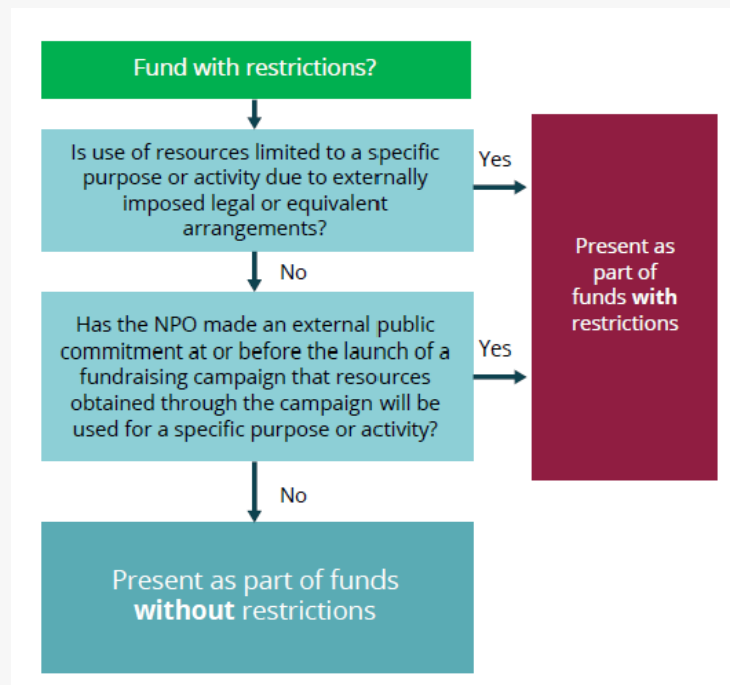 Fund with restrictions?
Is use of resources limited to a specific
purpose or activity due to externally
imposed legal or equivalent
arrangements?
Yes
No
Present as
part of
funds with
restrictions
Has the NPO made an external public
commitment at or before the launch of a
fundraising campaign that resources
obtained through the campaign will be
used for a specific purpose or activity?
Yes
No
Present as part of funds
without restrictions